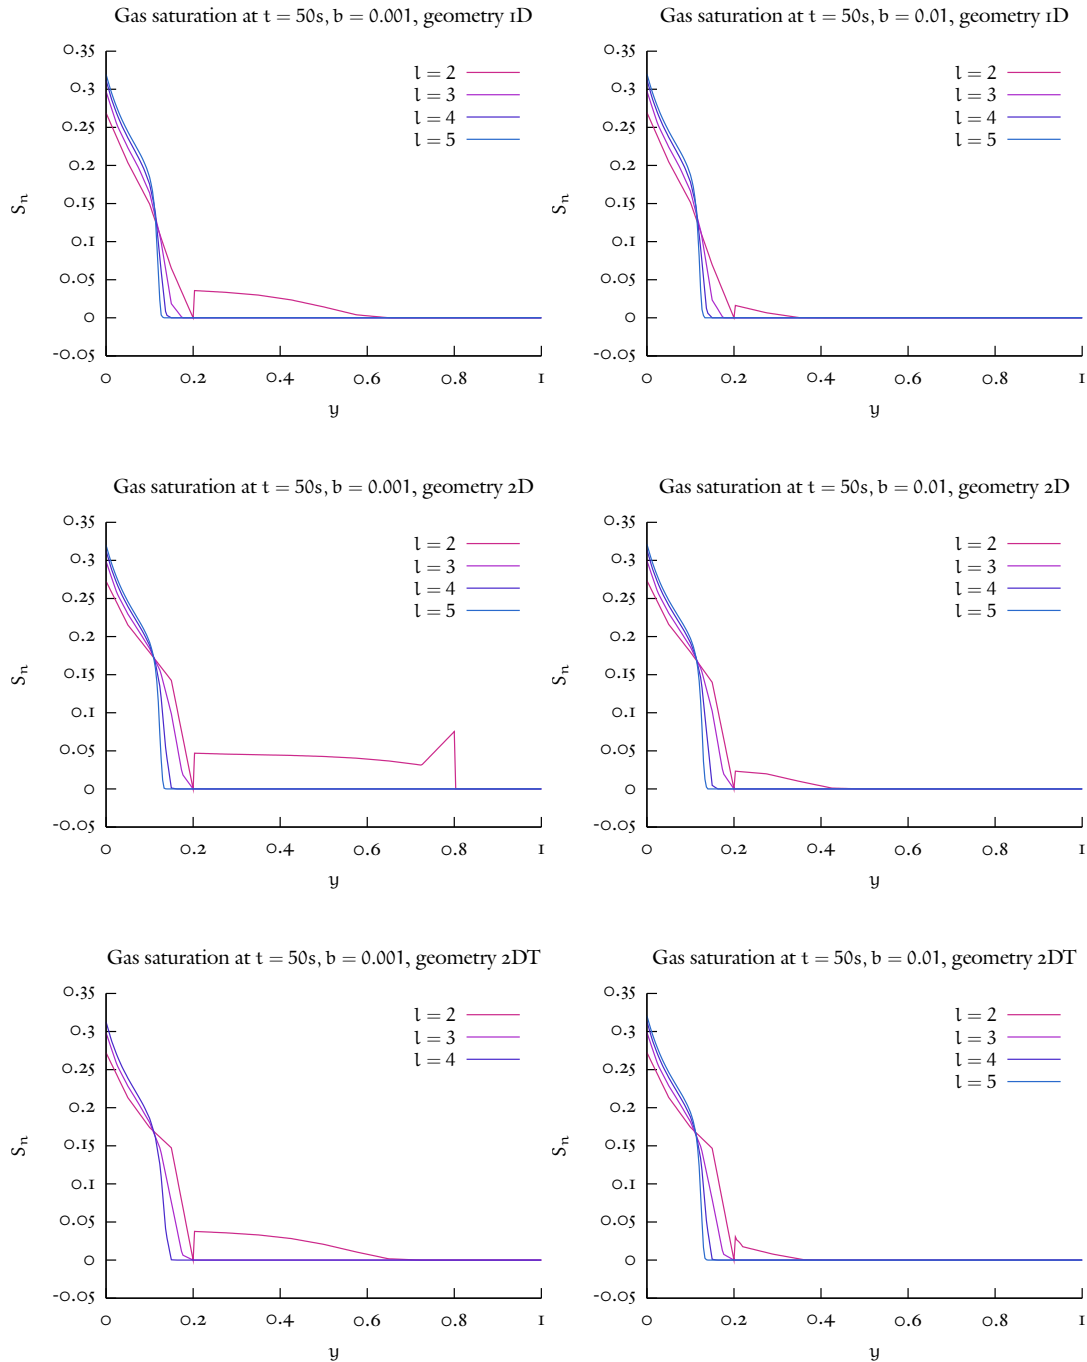 Gas saturation at t = 50s, b = 0.001, geometry 1D
0.35
0.3
0.25
0.2
0.15
0.1
0.05
0
-0.05
Sn
l = 2
l = 3
l = 4
l = 5
0 0.2 0.4 0.6 0.8 1
y
Gas saturation at t = 50s, b = 0.01, geometry 1D
0.35
0.3
0.25
0.2
0.15
0.1
0.05
0
-0.05
Sn
l = 2
l = 3
l = 4
l = 5
0 0.2 0.4 0.6 0.8 1
y
Gas saturation at t = 50s, b = 0.001, geometry 2D
0.35
0.3
0.25
0.2
0.15
0.1
0.05
0
-0.05
Sn
l = 2
l = 3
l = 4
l = 5
0 0.2 0.4 0.6 0.8 1
y
Gas saturation at t = 50s, b = 0.01, geometry 2D
0.35
0.3
0.25
0.2
0.15
0.1
0.05
0
-0.05
Sn
l = 2
l = 3
l = 4
l = 5
0 0.2 0.4 0.6 0.8 1
y
Gas saturation at t = 50s, b = 0.001, geometry 2DT
0.35
0.3
0.25
0.2
0.15
0.1
0.05
0
-0.05
Sn
l = 2
l = 3
l = 4
0 0.2 0.4 0.6 0.8 1
y
Gas saturation at t = 50s, b = 0.01, geometry 2DT
0.35
0.3
0.25
0.2
0.15
0.1
0.05
0
-0.05
Sn
l = 2
l = 3
l = 4
l = 5
0 0.2 0.4 0.6 0.8 1
y